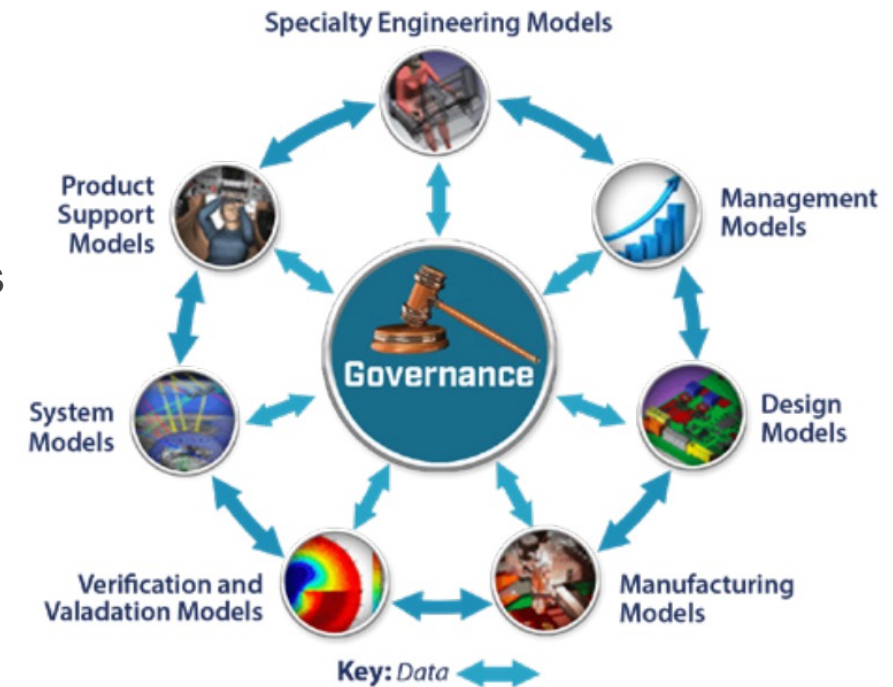 Specialty Engineering Models
Product
Support
Models
Management
Models
s
Governance
System
Models
Design
Models
Verification and
Valadation Models
Manufacturing
Models
Key: Data